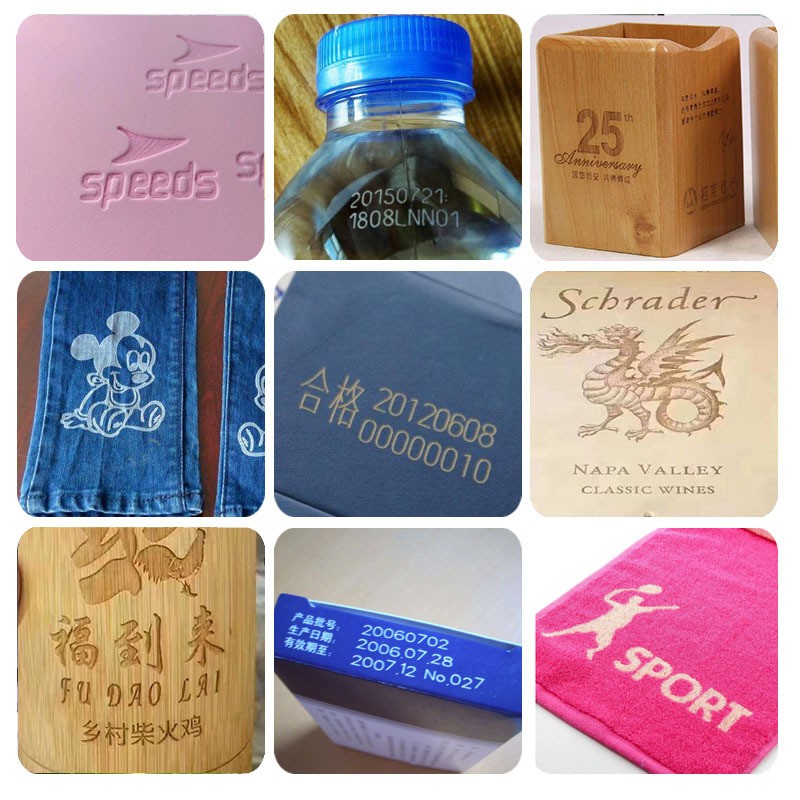 speeds
speeds
sp
20150721:
1808LNN01
25th
Anniversary
合格 20120608
00000010
Schrader
NAPA VALLEY
CLASSIC WINES
福到来
FU DAO LAI
乡村柴火鸡
产品批号: 20060702
生产日期: 2006.07.28
有效期至: 2007.12 No.027
SPORT